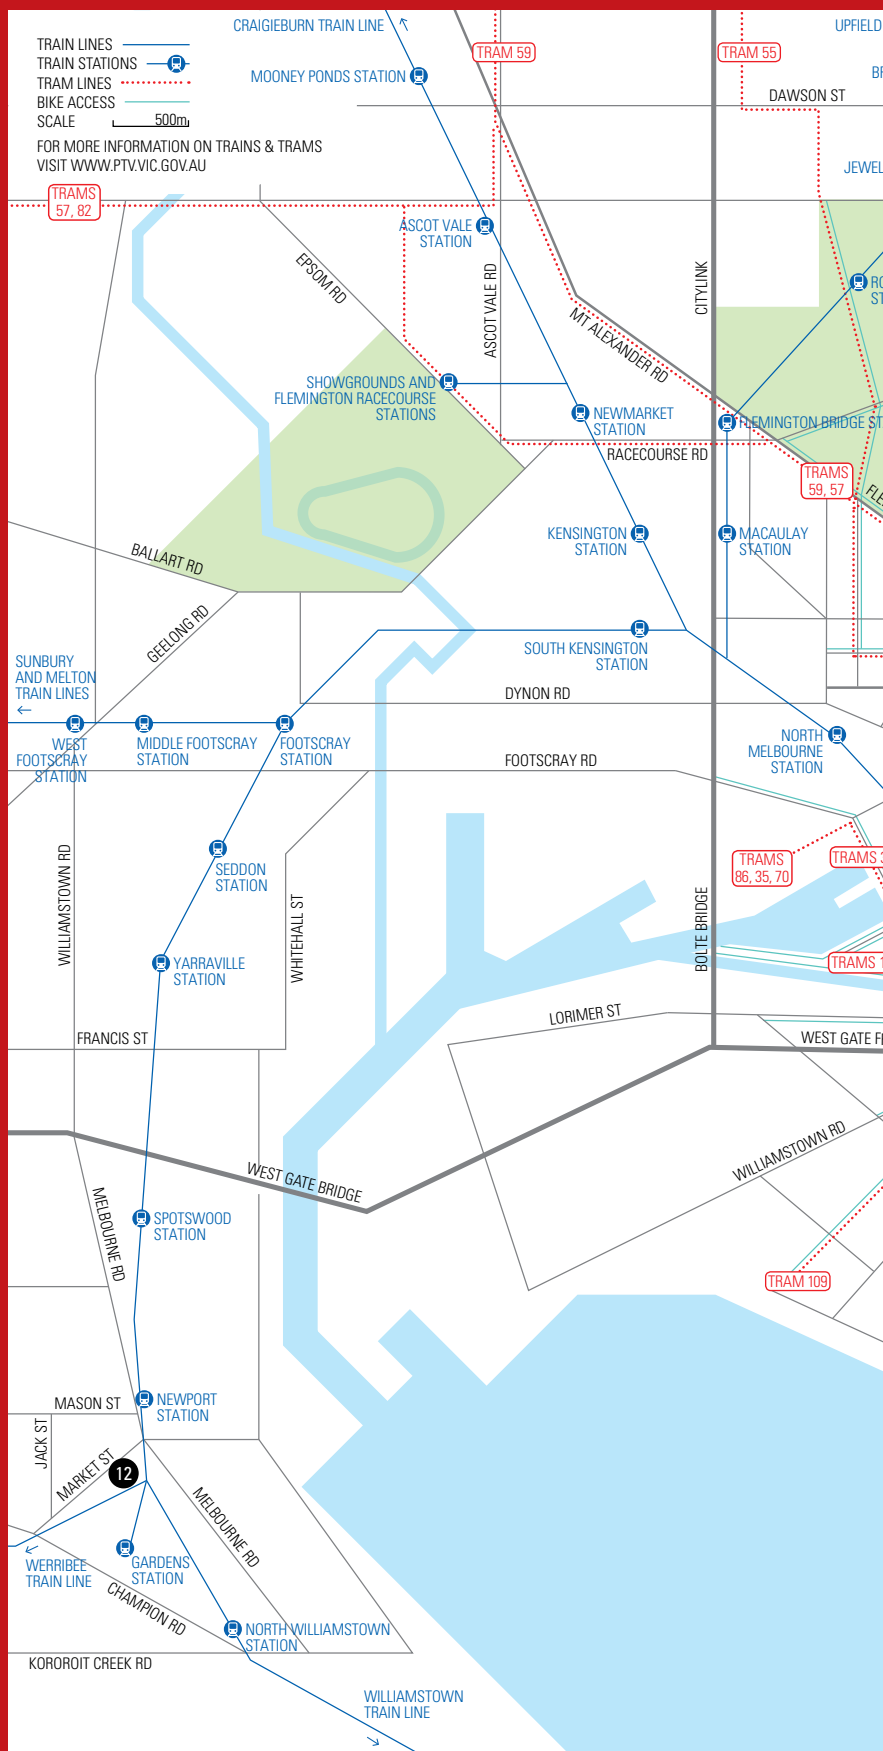 CRAIGIEBURN TRAIN LINE
UPFIELD
TRAIN LINES
TRAIN STATIONS
TRAM LINES
BIKE ACCESS
SCALE 500m
FOR MORE INFORMATION ON TRAINS & TRAMS
VISIT WWW.PTV.VIC.GOV.AU
TRAM 59
TRAM 55
MOONEY PONDS STATION
DAWSON ST
TRAMS
57, 82
ASCOT VALE
STATION
EPSOM RD
ASCOT VALE RD
CITYLINK
MT ALEXANDER RD
SHOWGROUNDS AND
FLEMINGTON RACECOURSE
STATIONS
NEWMARKET
STATION
FLEMINGTON BRIDGE ST
RACECOURSE RD
TRAMS
59, 57
KENSINGTON
STATION
MACAULAY
STATION
BALLART RD
GEELONG RD
SUNBURY
AND MELTON
TRAIN LINES
SOUTH KENSINGTON
STATION
DYNON RD
WEST
FOOTSCRAY
STATION
MIDDLE FOOTSCRAY
STATION
FOOTSCRAY
STATION
NORTH
MELBOURNE
STATION
FOOTSCRAY RD
WILLIAMSTOWN RD
SEDDON
STATION
WHITEHALL ST
TRAMS
86, 35, 70
TRAMS 3
BOLTE BRIDGE
YARRAVILLE
STATION
TRAMS 1
LORIMER ST
FRANCIS ST
WEST GATE F
WILLIAMSTOWN RD
WEST GATE BRIDGE
MELBOURNE RD
SPOTSWOOD
STATION
TRAM 109
MASON ST
NEWPORT
STATION
JACK ST
MARKET ST
12
MELBOURNE RD
WERRIBEE
TRAIN LINE
GARDENS
STATION
CHAMPION RD
NORTH WILLIAMSTOWN
STATION
KOROROIT CREEK RD
WILLIAMSTOWN
TRAIN LINE